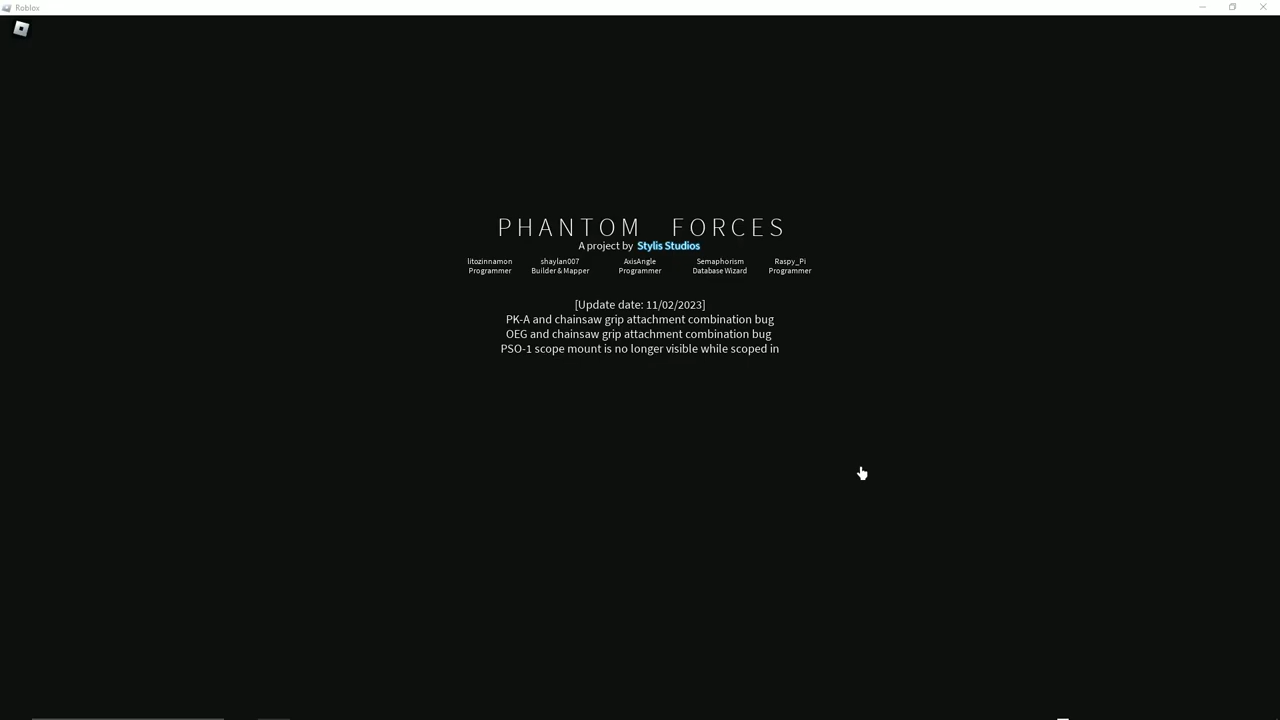 Roblox
PHANTOM FORCES
A project by Stylis Studios
litozinnamon shaylan007 AxisAngle Semaphorism Raspy_Pi
Programmer Builder & Mapper Programmer Database Wizard Programmer
[Update date: 11/02/2023]
PK-A and chainsaw grip attachment combination bug
OEG and chainsaw grip attachment combination bug
PSO-1 scope mount is no longer visible while scoped in